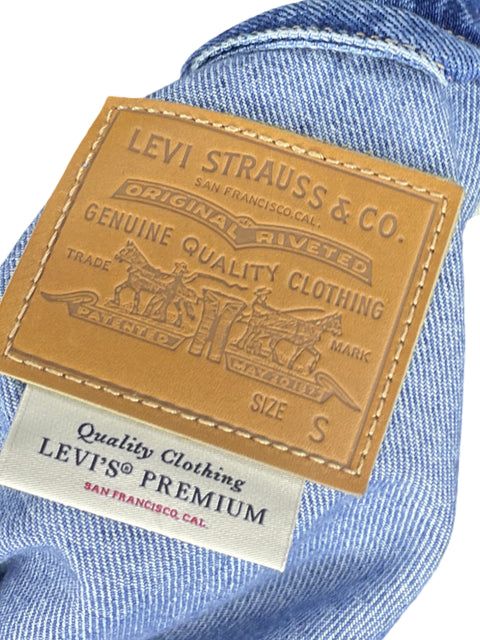 LEVI STRAUSS & CO.
SAN FRANCISCO, CAL.
ORIGINAL RIVETED
GENUINE QUALITY CLOTHING
TRADE MARK
PATENTED MAY 20 1873
SIZE S
Quality Clothing
LEVI'S® PREMIUM
SAN FRANCISCO, CAL.